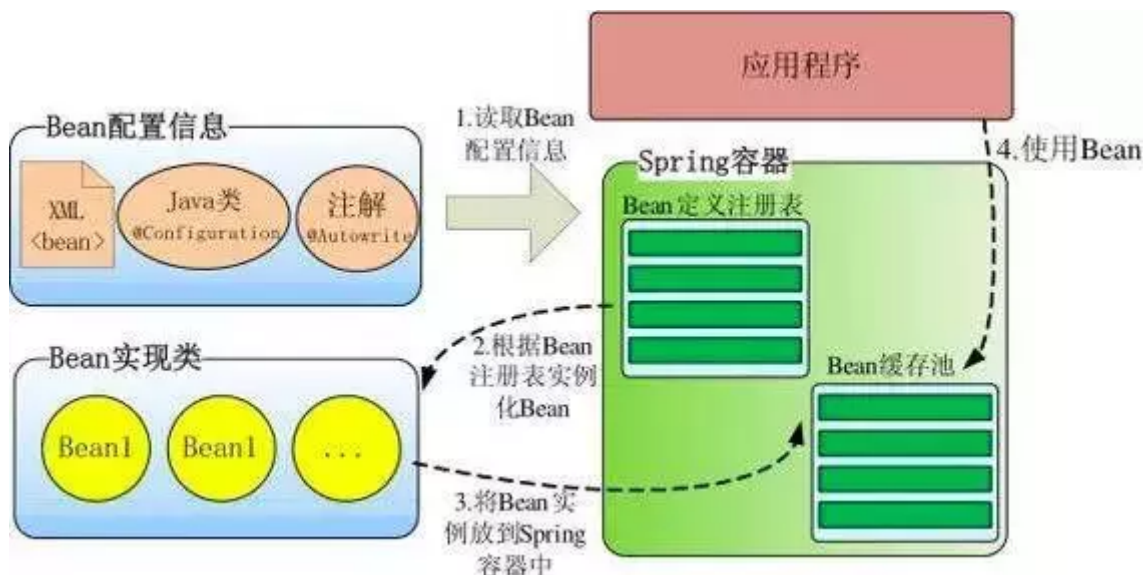 应用程序
Bean配置信息
XML
<bean>
Java类
@Configuration
注解
@Autowrite
1.读取Bean
配置信息
Spring容器
4.使用Bean
Bean定义注册表
Bean实现类
2.根据Bean
注册表实例
化Bean
Bean缓存池
Bean1
Bean1
...
3.将Bean实
例放到Spring
容器中